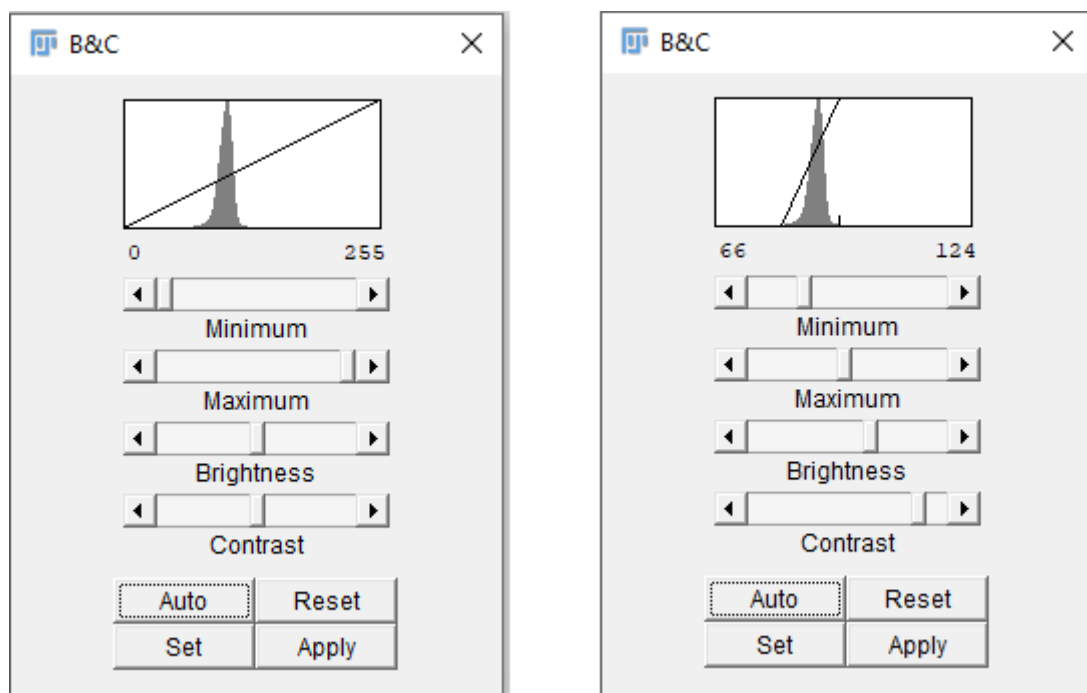 B&C
0 255
Minimum
Maximum
Brightness
Contrast
Auto Reset
Set Apply
B&C
66 124
Minimum
Maximum
Brightness
Contrast
Auto Reset
Set Apply